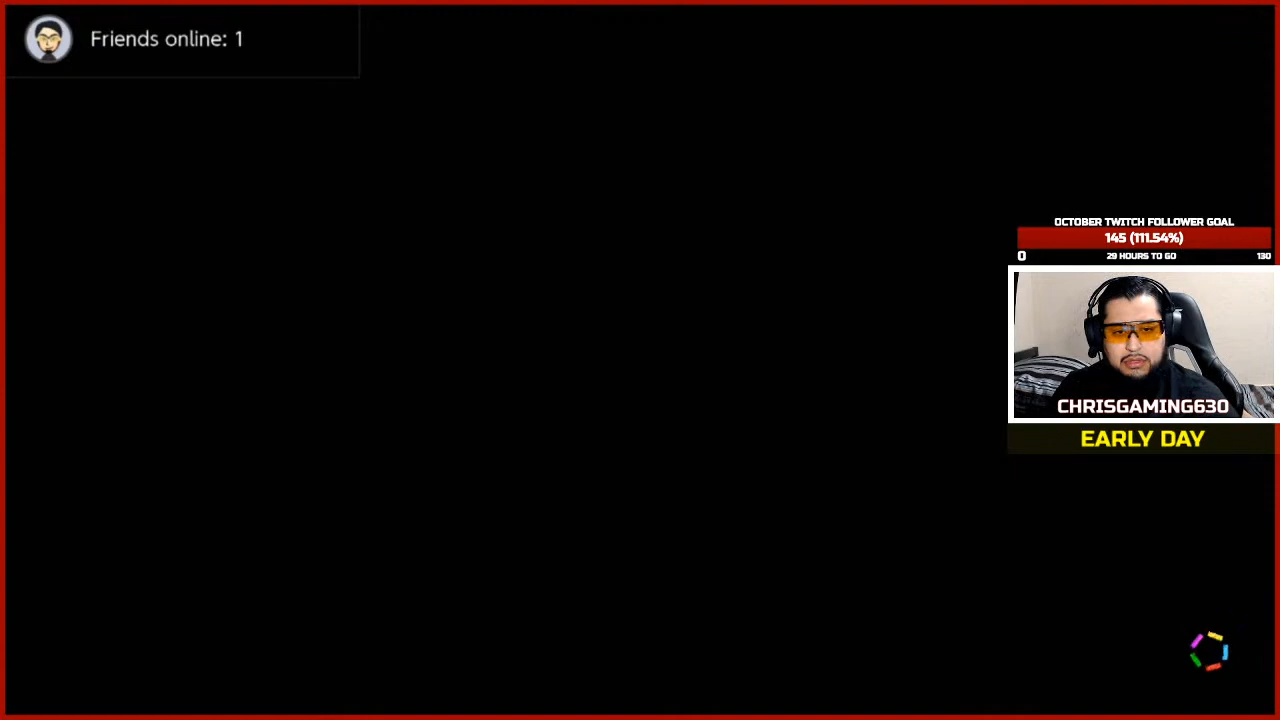 Friends online: 1
OCTOBER TWITCH FOLLOWER GOAL
145 (111.54%)
0 29 HOURS TO GO 130
CHRISGAMING630
EARLY DAY